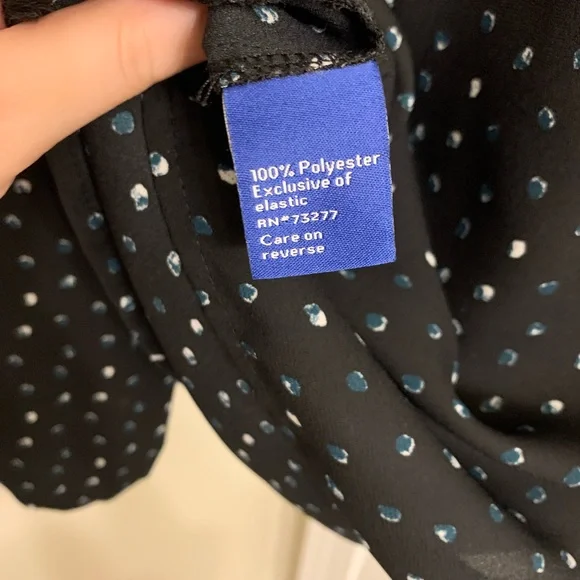 100% Polyester
Exclusive of
elastic
RN#73277
Care on
reverse